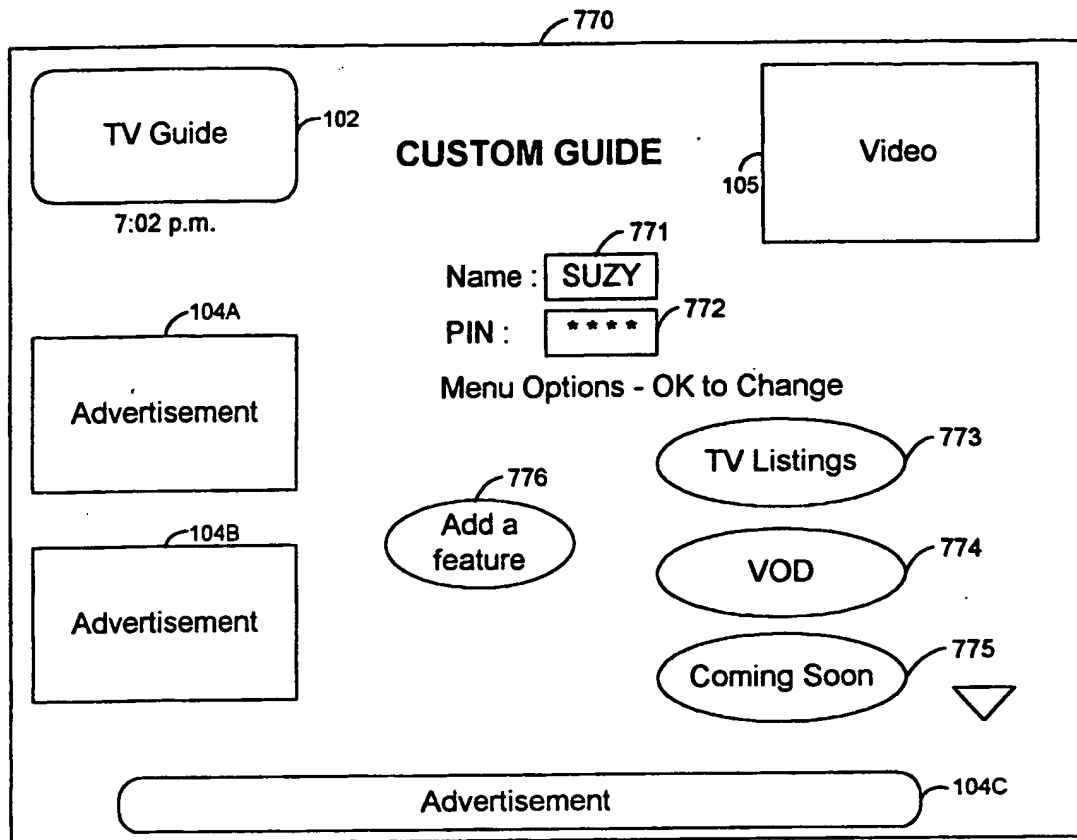 770
TV Guide
102
CUSTOM GUIDE
Video
105
7:02 p.m.
771
Name : SUZY
772
PIN : ****
Menu Options - OK to Change
104A
Advertisement
773
TV Listings
776
Add a
feature
104B
Advertisement
774
VOD
775
Coming Soon
Advertisement
104C